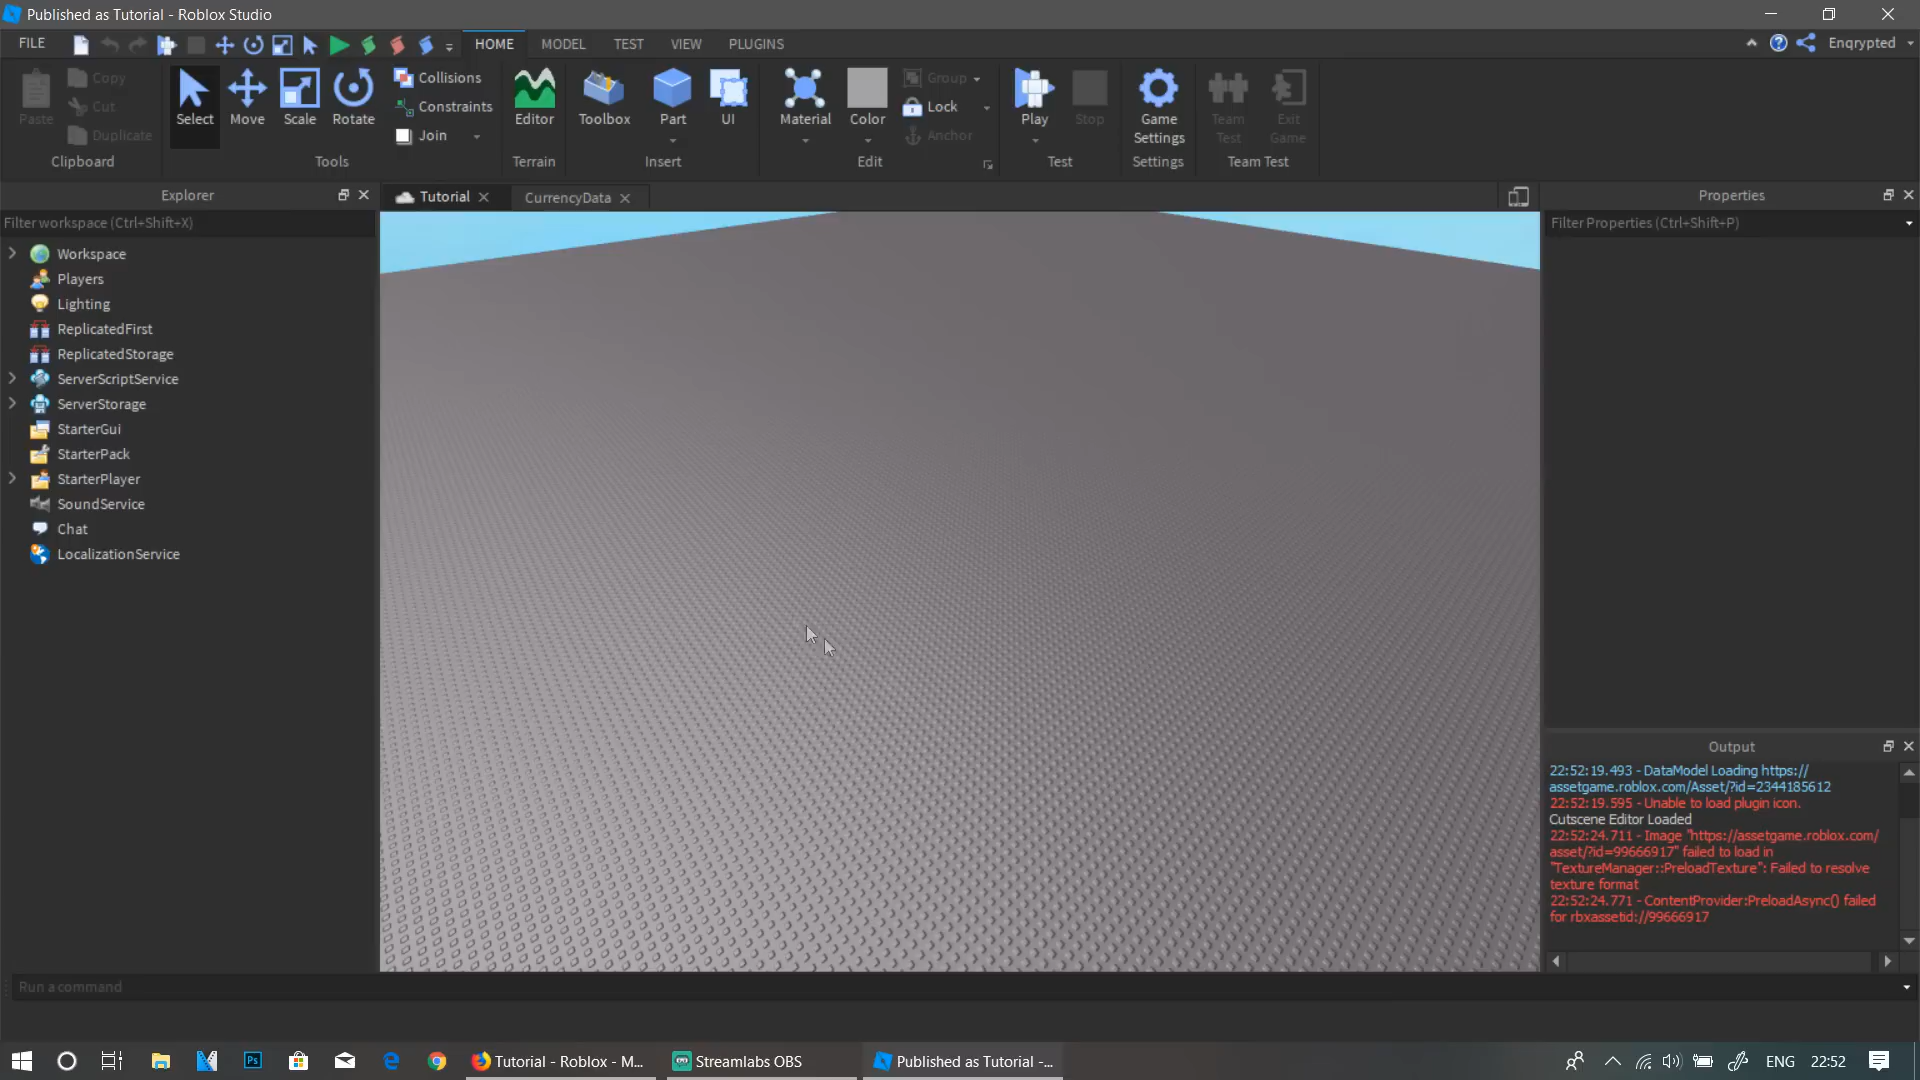 Published as Tutorial - Roblox Studio
FILE
HOME
MODEL
TEST
VIEW
PLUGINS
Enqrypted
Paste
Copy
Cut
Duplicate
Clipboard
Select
Move
Scale
Rotate
Collisions
Constraints
Join
Tools
Editor
Terrain
Toolbox
Part
UI
Insert
Material
Color
Group
Lock
Anchor
Edit
Play
Stop
Test
Game
Settings
Settings
Team
Test
Exit
Game
Team Test
Explorer
Filter workspace (Ctrl+Shift+X)
Workspace
Players
Lighting
ReplicatedFirst
ReplicatedStorage
ServerScriptService
ServerStorage
StarterGui
StarterPack
StarterPlayer
SoundService
Chat
LocalizationService
Tutorial
CurrencyData
Properties
Filter Properties (Ctrl+Shift+P)
Output
22:52:19.493 - DataModel Loading https://
assetgame.roblox.com/Asset/?id=2344185612
22:52:19.595 - Unable to load plugin icon.
Cutscene Editor Loaded
22:52:24.711 - Image "https://assetgame.roblox.com/
asset/?id=99666917" failed to load in
"TextureManager::PreloadTexture": Failed to resolve
texture format
22:52:24.771 - ContentProvider:PreloadAsync() failed
for rbxassetid://99666917
Run a command
Ps
Tutorial - Roblox - M...
Streamlabs OBS
Published as Tutorial -...
ENG
22:52